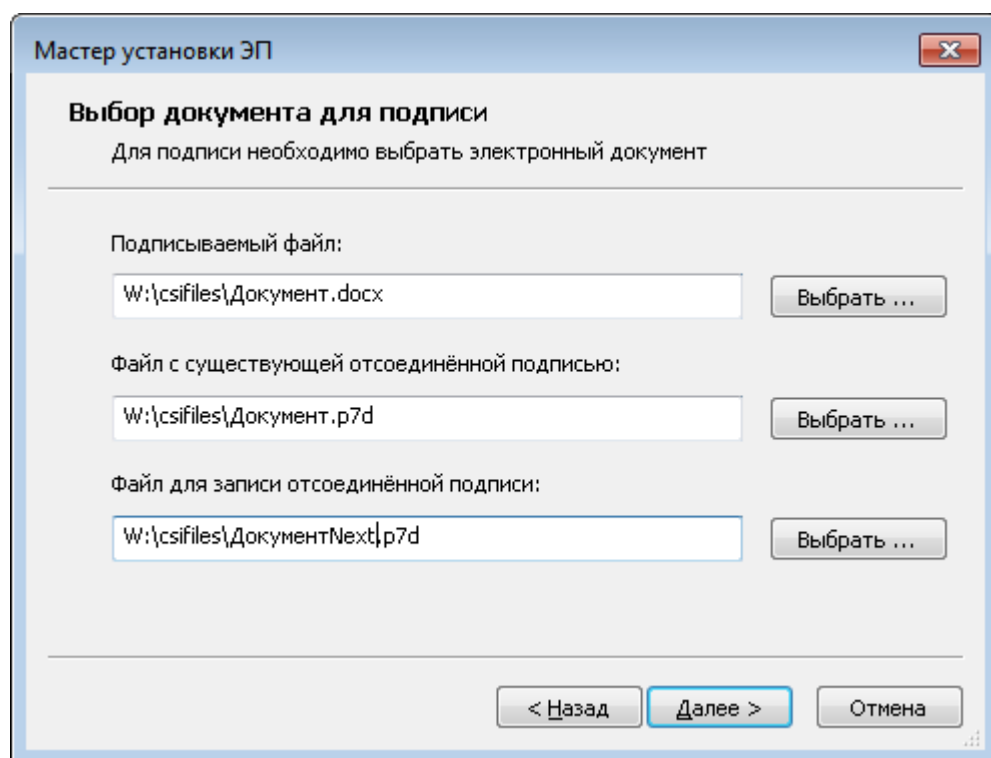 Мастер установки ЭП
Выбор документа для подписи
Для подписи необходимо выбрать электронный документ
Подписываемый файл:
W:\csifiles\Документ.docx
Выбрать ...
Файл с существующей отсоединённой подписью:
W:\csifiles\Документ.p7d
Выбрать ...
Файл для записи отсоединённой подписи:
W:\csifiles\ДокументNext.p7d
Выбрать ...
< Назад
Далее >
Отмена